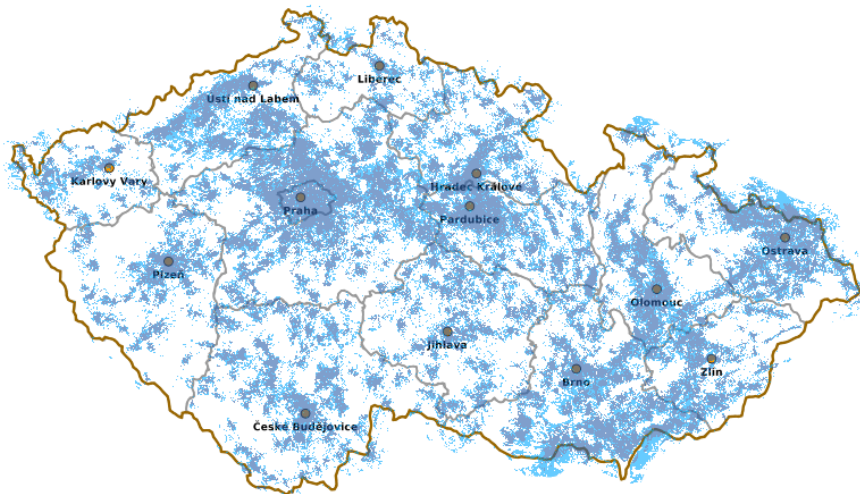 Liberec
Ústí nad Labem
Karlovy Vary
Hradec Králové
Praha
Pardubice
Ostrava
Plzeň
Olomouc
Jihlava
Zlín
Brno
České Budějovice